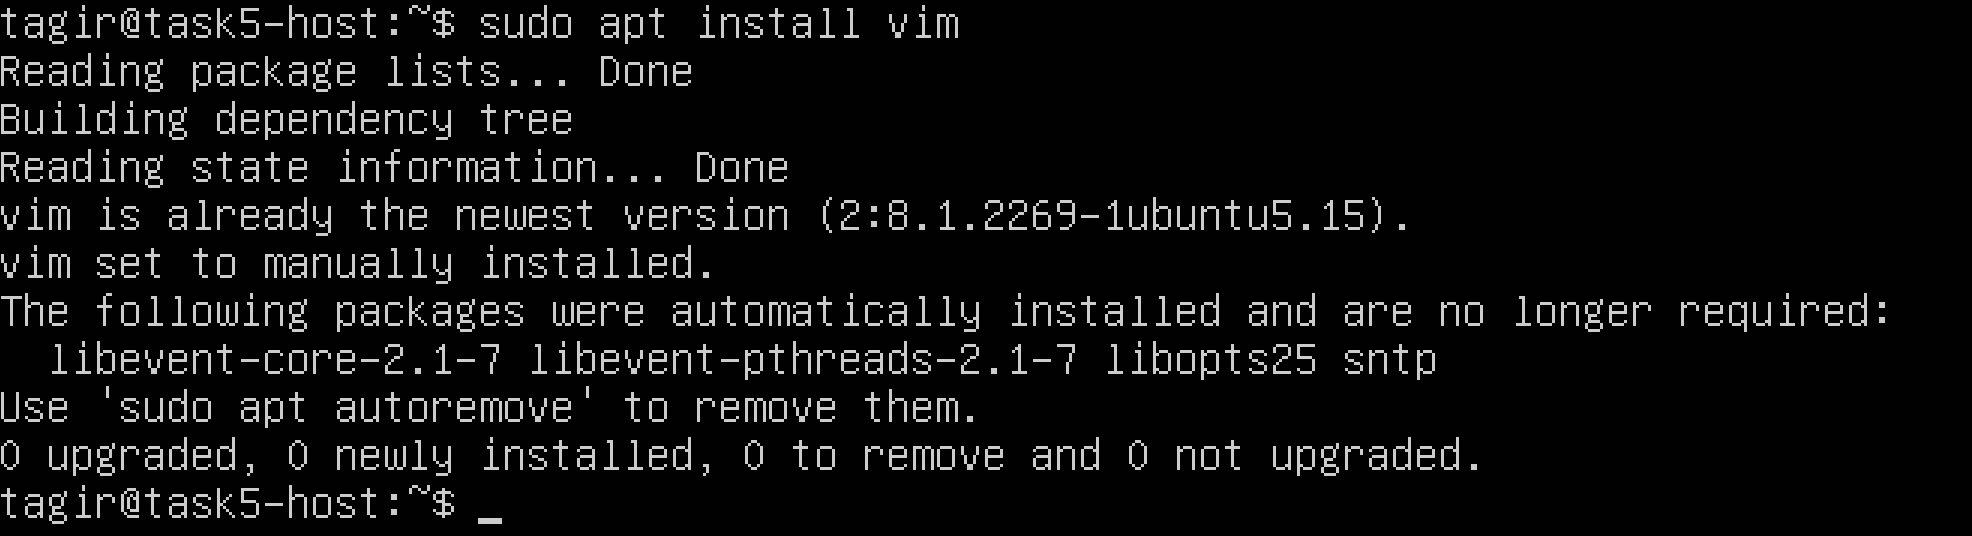 tagir@task5-host:~$ sudo apt install vim
Reading package lists... Done
Building dependency tree
Reading state information... Done
vim is already the newest version (2:8.1.2269-1ubuntu5.15).
vim set to manually installed.
The following packages were automatically installed and are no longer required:
  libevent-core-2.1-7 libevent-pthreads-2.1-7 libopts25 sntp
Use 'sudo apt autoremove' to remove them.
0 upgraded, 0 newly installed, 0 to remove and 0 not upgraded.
tagir@task5-host:~$ _